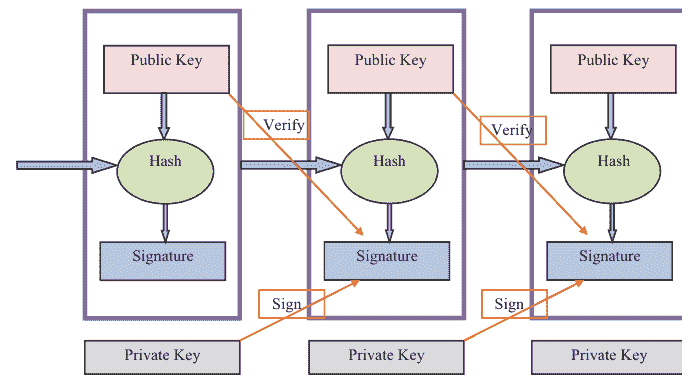 Public Key
Public Key
Public Key
Verify
Verify
Hash
Hash
Hash
Signature
Signature
Signature
Sign
Sign
Private Key
Private Key
Private Key